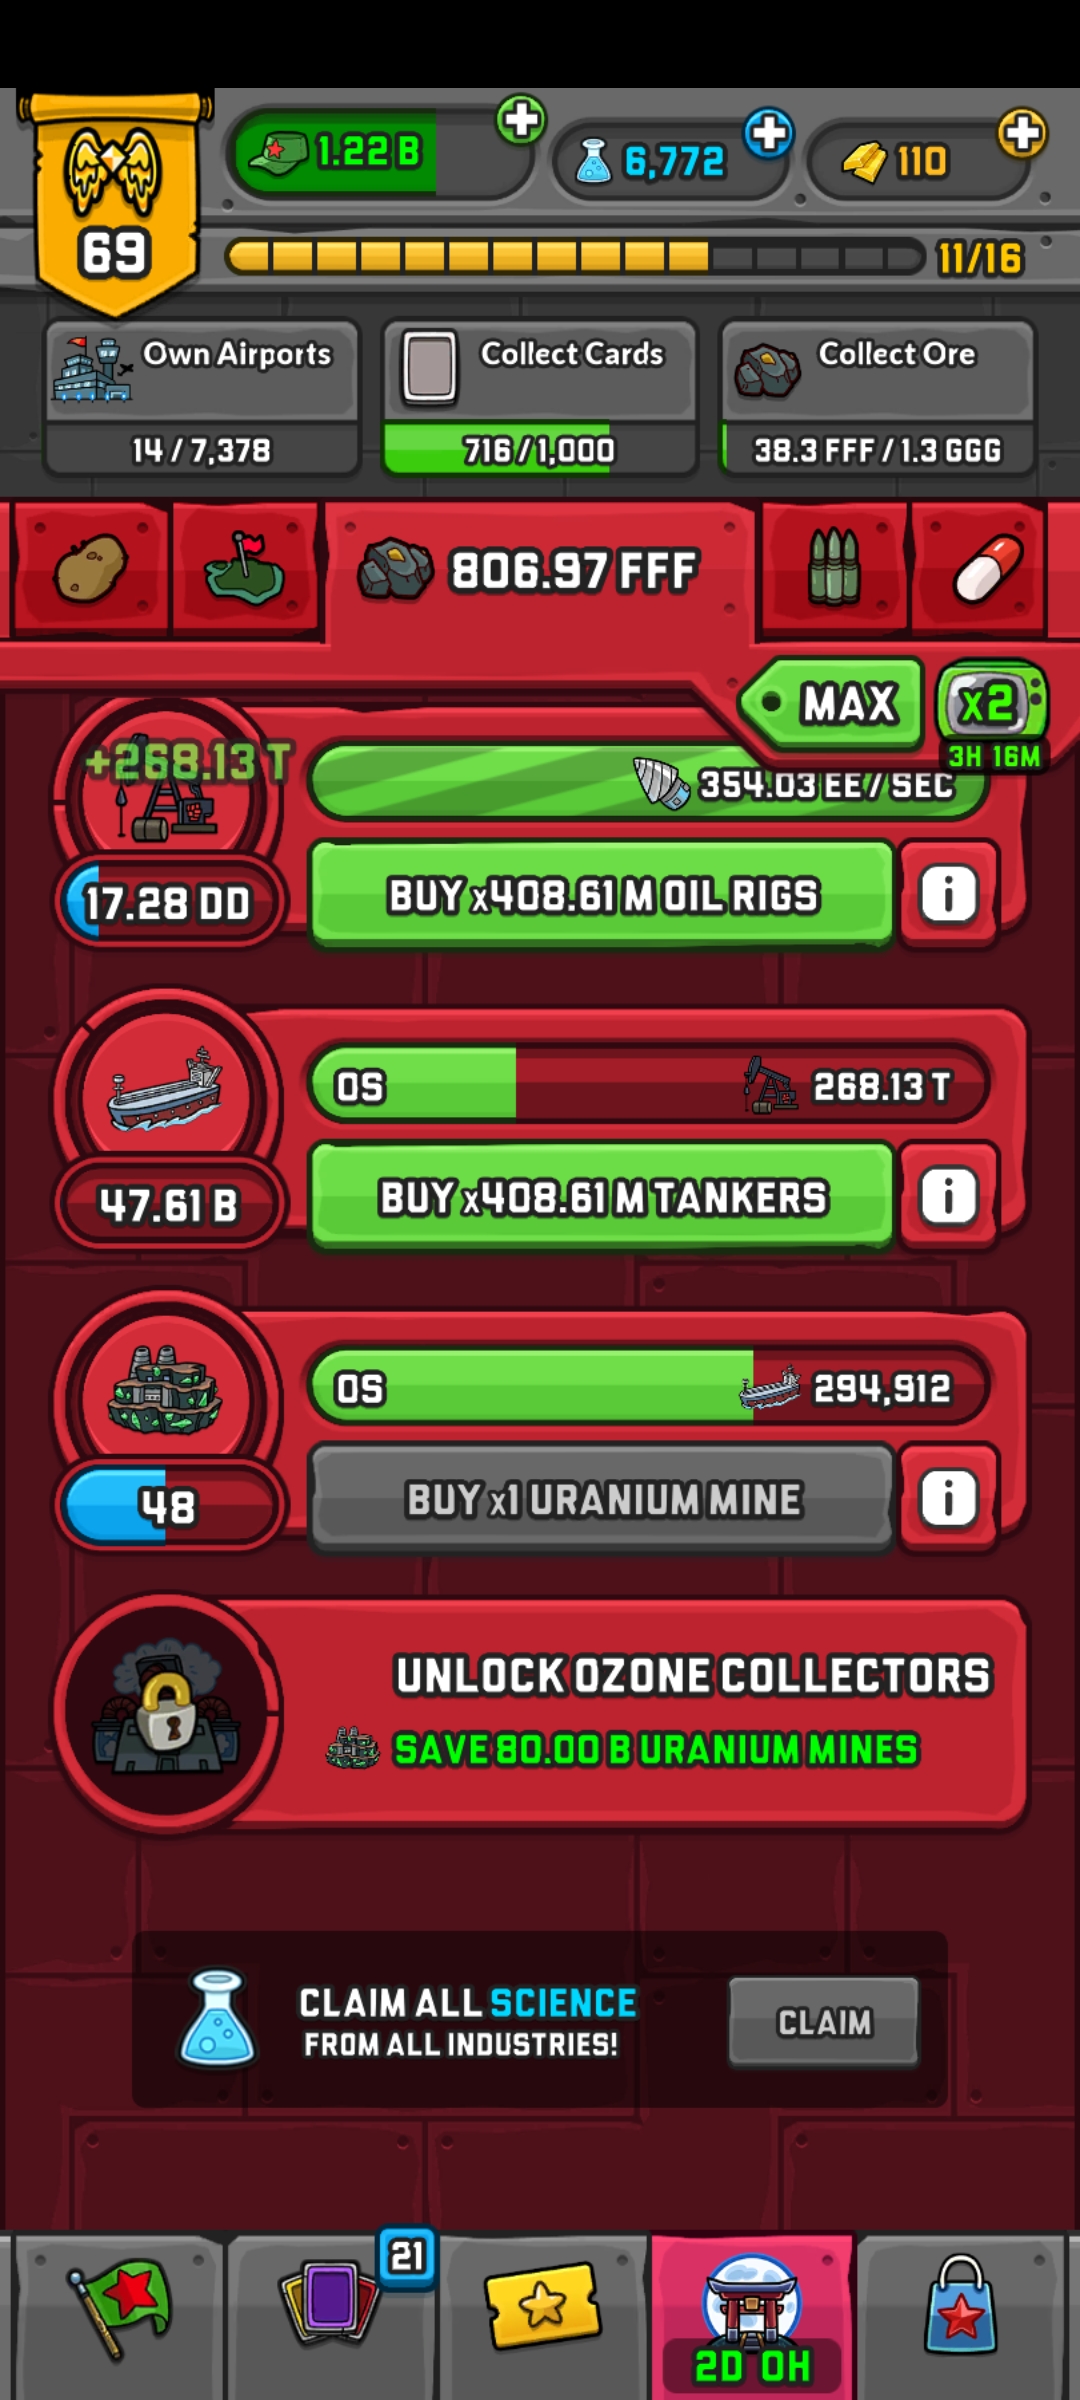 69
1.22 B
6,772
110
11/16
Own Airports
14 / 7,378
Collect Cards
716 / 1,000
Collect Ore
38.3 FFF / 1.3 GGG
806.97 FFF
MAX
x2
3H 16M
+268.13 T
354.03 EE / SEC
17.28 DD
BUY x408.61 M OIL RIGS
i
0S
268.13 T
47.61 B
BUY x408.61 M TANKERS
i
0S
294,912
48
BUY x1 URANIUM MINE
i
UNLOCK OZONE COLLECTORS
SAVE 80.00 B URANIUM MINES
CLAIM ALL SCIENCE
FROM ALL INDUSTRIES!
CLAIM
21
2D 0H